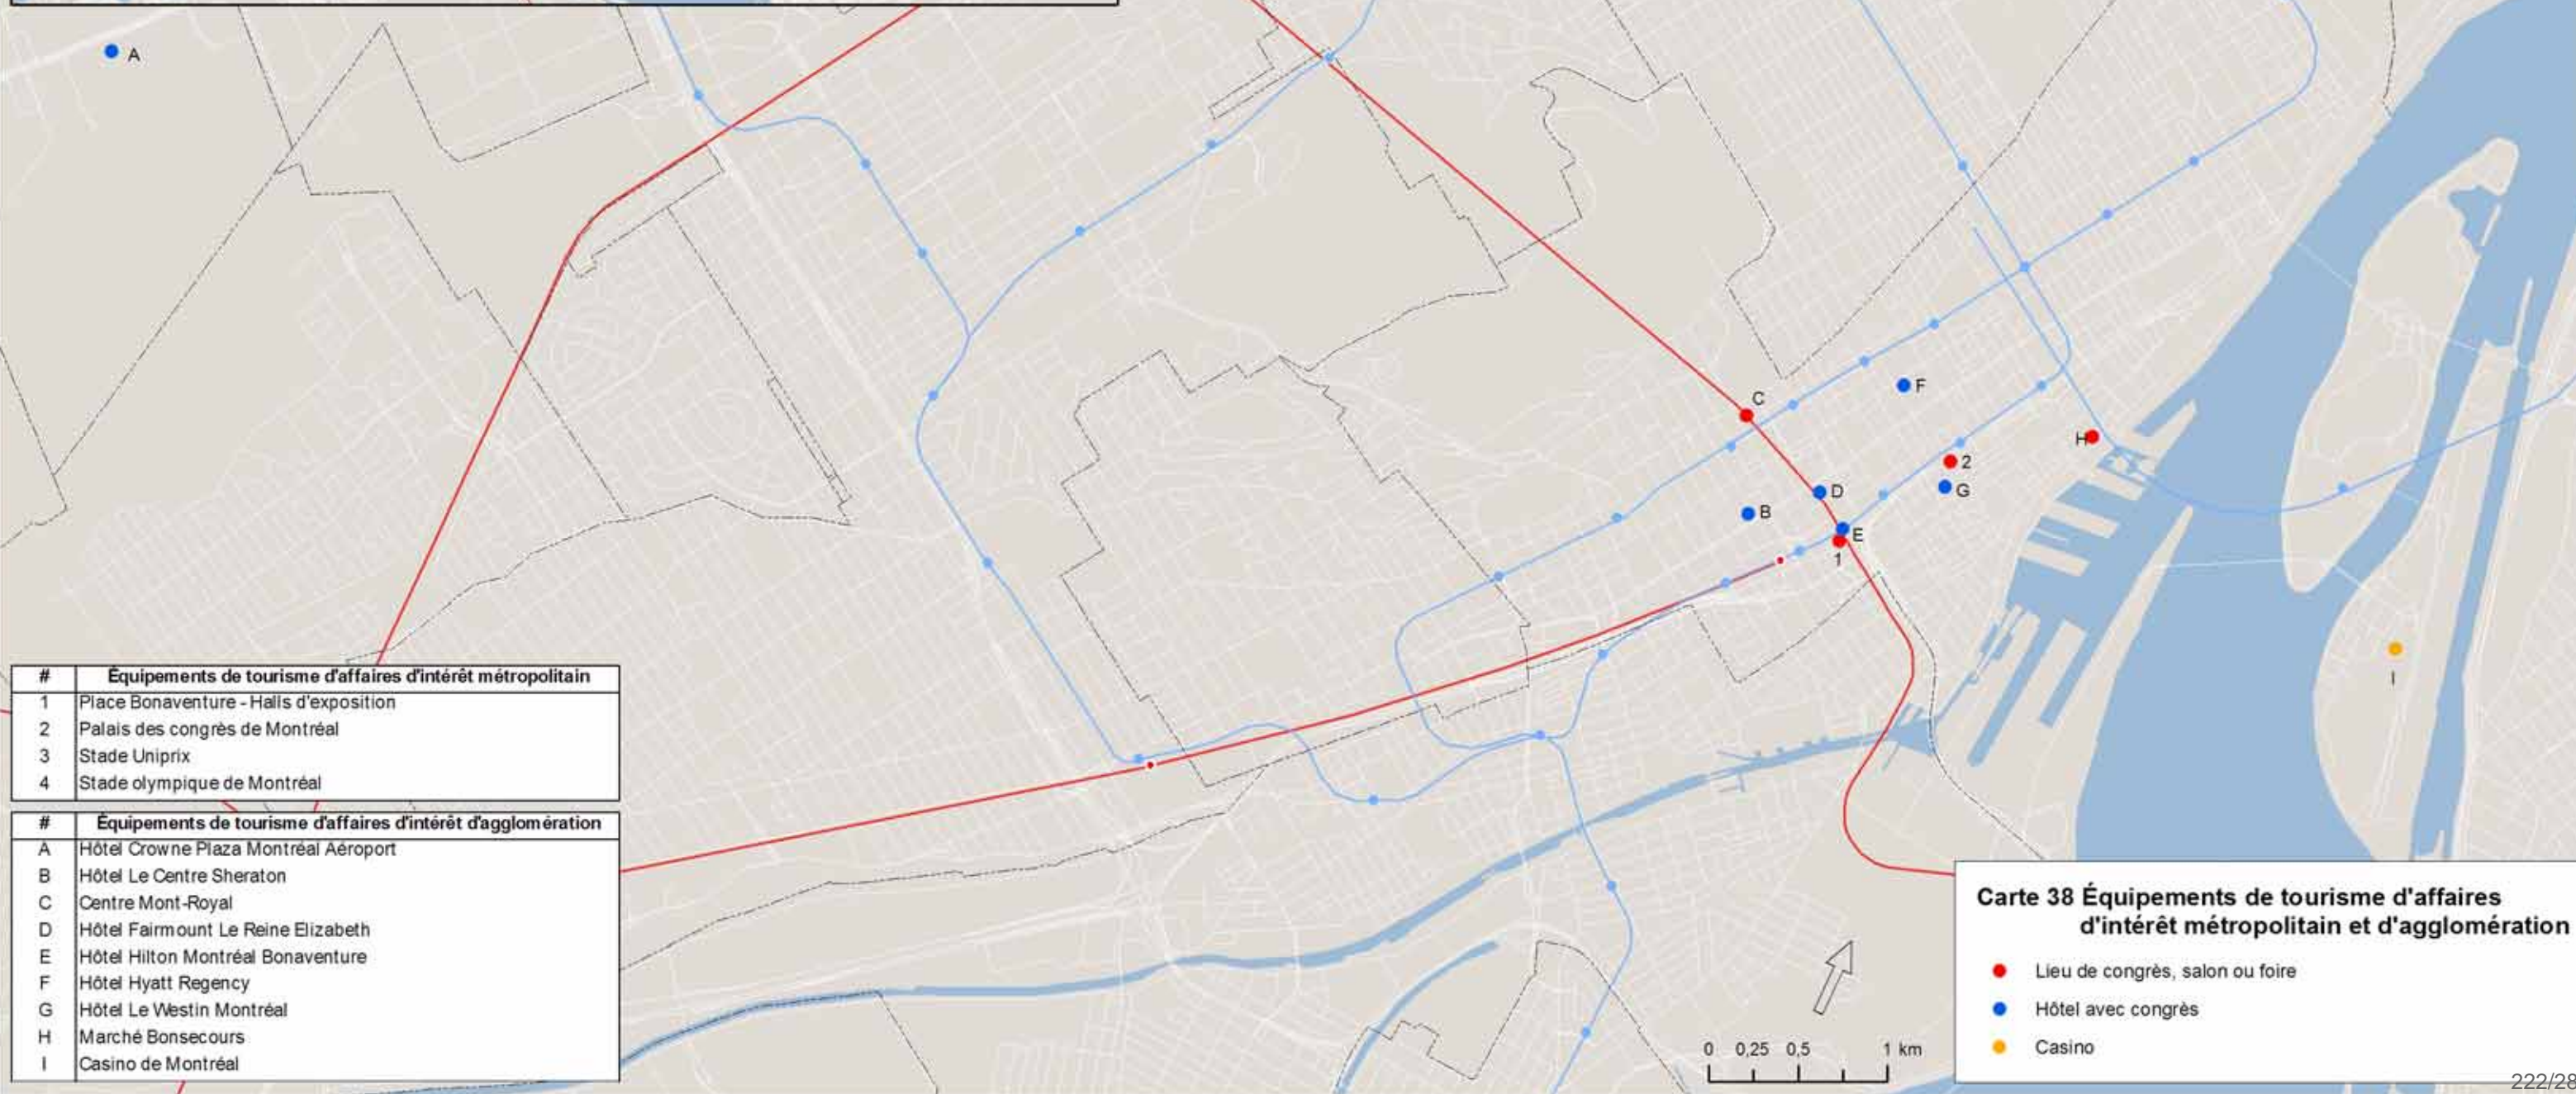 A
C
F
H
2
D
G
B
E
1
I
# Équipements de tourisme d'affaires d'intérêt métropolitain
1 Place Bonaventure - Halls d'exposition
2 Palais des congrès de Montréal
3 Stade Uniprix
4 Stade olympique de Montréal
# Équipements de tourisme d'affaires d'intérêt d'agglomération
A Hôtel Crowne Plaza Montréal Aéroport
B Hôtel Le Centre Sheraton
C Centre Mont-Royal
D Hôtel Fairmount Le Reine Elizabeth
E Hôtel Hilton Montréal Bonaventure
F Hôtel Hyatt Regency
G Hôtel Le Westin Montréal
H Marché Bonsecours
I Casino de Montréal
Carte 38 Équipements de tourisme d'affaires
d'intérêt métropolitain et d'agglomération
Lieu de congrès, salon ou foire
Hôtel avec congrès
Casino
0 0,25 0,5 1 km
222/28